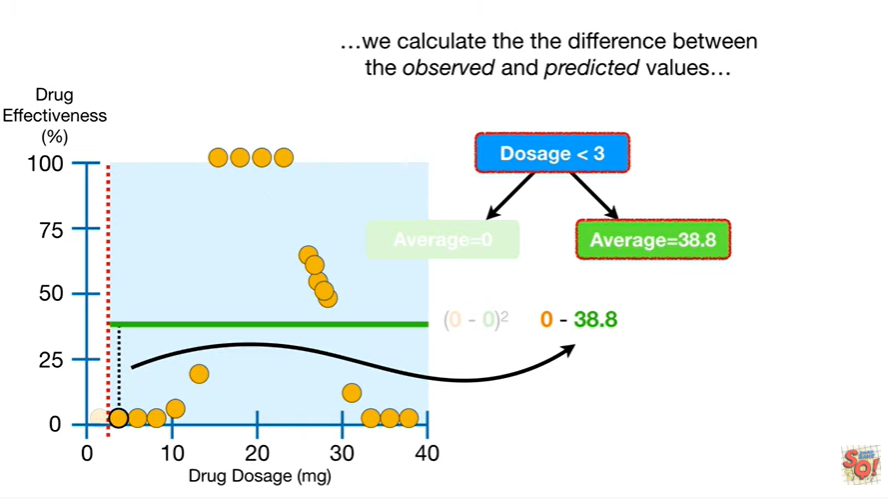 …we calculate the the difference between
the observed and predicted values…
Drug
Effectiveness
(%)
100
75
50
25
0
0 10 20 30 40
Drug Dosage (mg)
Dosage < 3
Average=0
Average=38.8
(0 - 0)² 0 - 38.8
SQ!